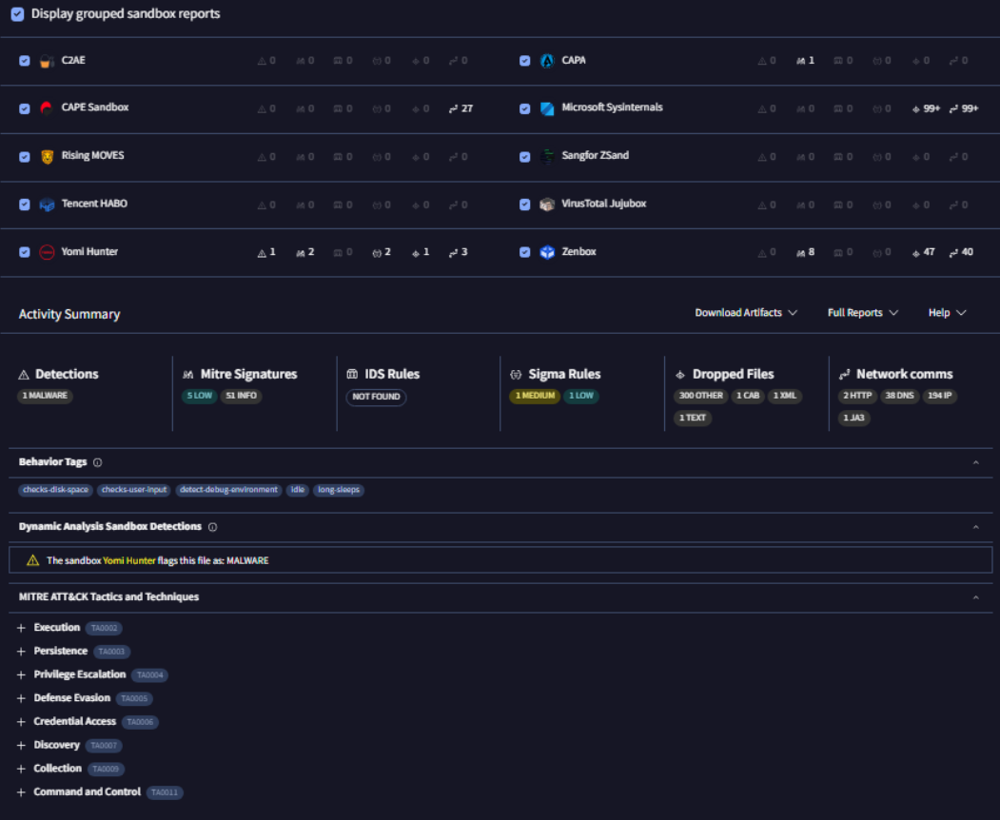 Display grouped sandbox reports
C2AE 0 0 0 0 0 0
CAPA 0 1 0 0 0 0
CAPE Sandbox 0 0 0 0 0 27
Microsoft Sysinternals 0 0 0 0 99+ 99+
Rising MOVES 0 0 0 0 0 0
Sangfor ZSand 0 0 0 0 0 0
Tencent HABO 0 0 0 0 0 0
VirusTotal Jujubox 0 0 0 0 0 0
Yomi Hunter 1 2 0 2 1 3
Zenbox 0 8 0 0 47 40
Activity Summary
Download Artifacts Full Reports Help
Detections
1 MALWARE
Mitre Signatures
5 LOW 51 INFO
IDS Rules
NOT FOUND
Sigma Rules
1 MEDIUM 1 LOW
Dropped Files
300 OTHER 1 CAB 1 XML
1 TEXT
Network comms
2 HTTP 38 DNS 194 IP
1 JA3
Behavior Tags
checks-disk-space checks-user-input detect-debug-environment idle long-sleeps
Dynamic Analysis Sandbox Detections
The sandbox Yomi Hunter flags this file as: MALWARE
MITRE ATT&CK Tactics and Techniques
Execution TA0002
Persistence TA0003
Privilege Escalation TA0004
Defense Evasion TA0005
Credential Access TA0006
Discovery TA0007
Collection TA0009
Command and Control TA0011